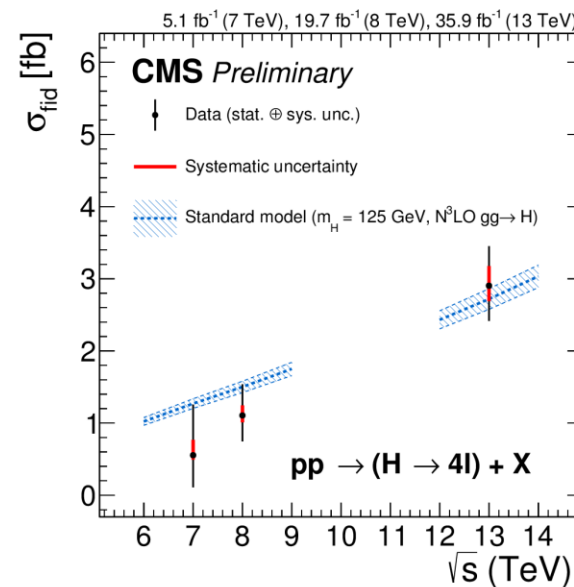 5.1 fb⁻¹ (7 TeV), 19.7 fb⁻¹ (8 TeV), 35.9 fb⁻¹ (13 TeV)
σ_fid [fb]
CMS Preliminary
Data (stat. ⊕ sys. unc.)
Systematic uncertainty
Standard model (m_H = 125 GeV, N³LO gg→ H)
6
5
4
3
2
1
0
pp → (H → 4l) + X
6 7 8 9 10 11 12 13 14
√s (TeV)